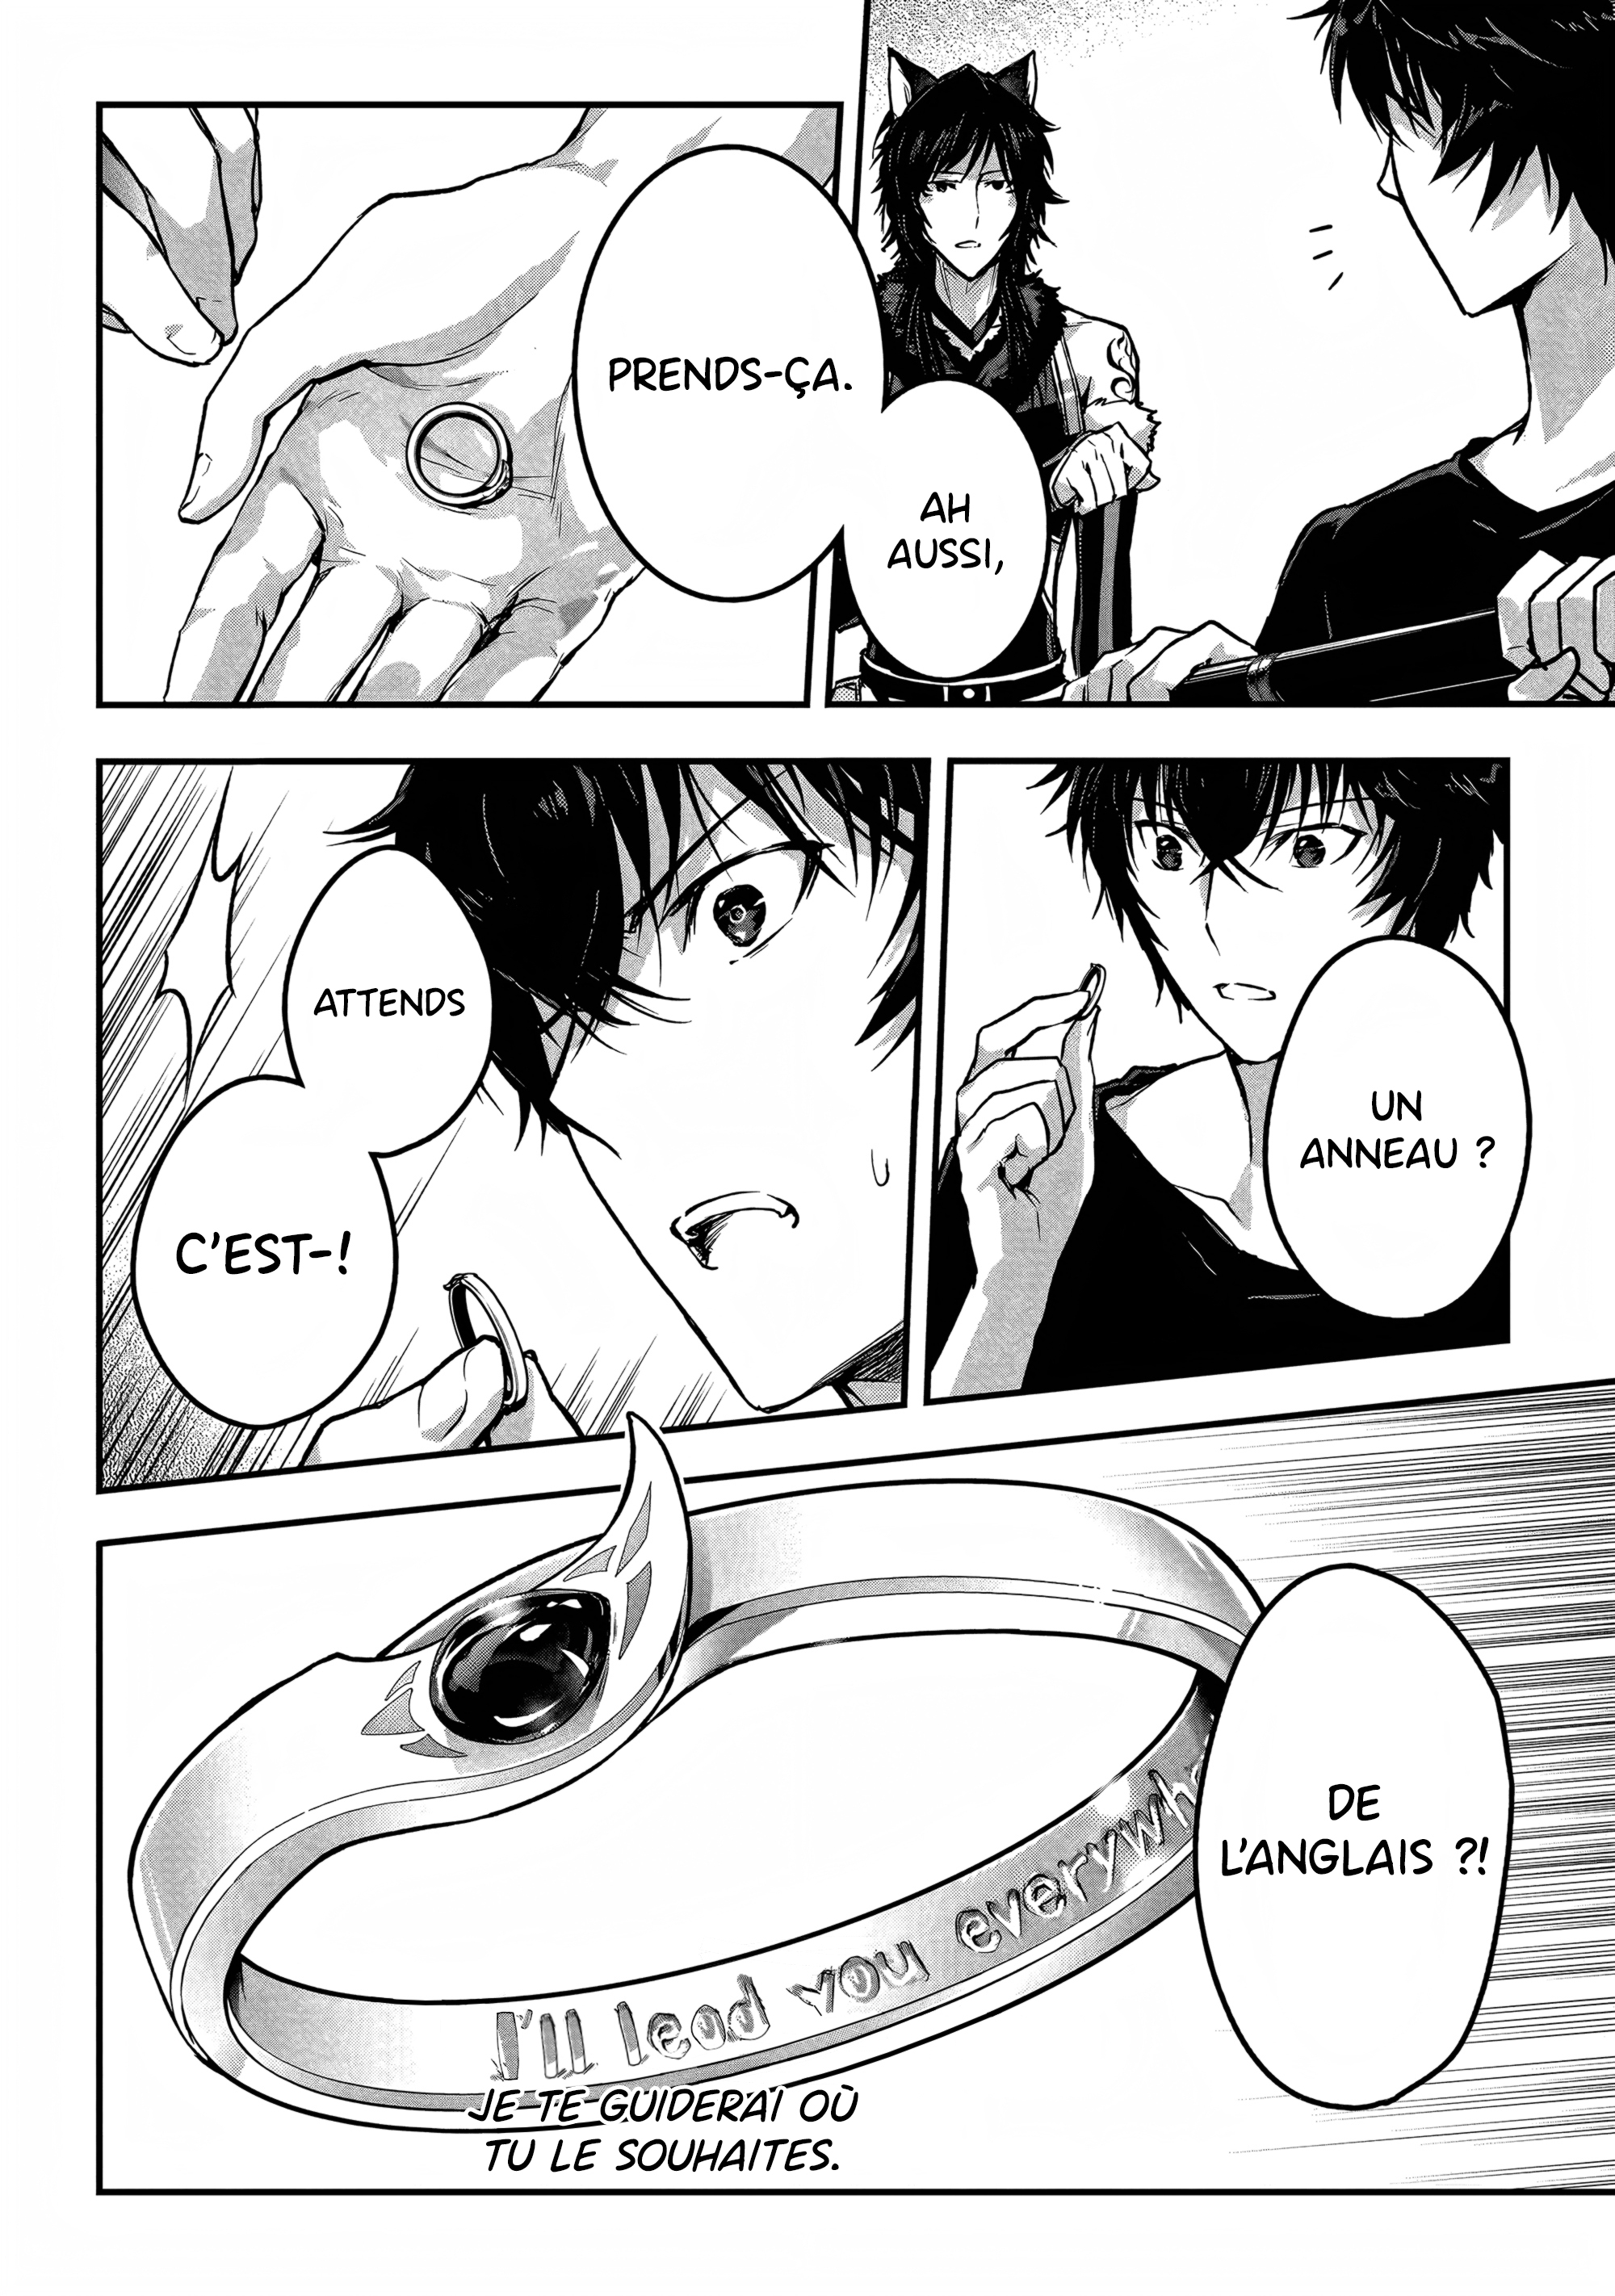 AH
AUSSI,
PRENDS-ÇA.
UN
ANNEAU ?
ATTENDS
C'EST-!
DE
L'ANGLAIS ?!
I'll lead you everywhe
JE TE GUIDERAI OÙ
TU LE SOUHAITES.